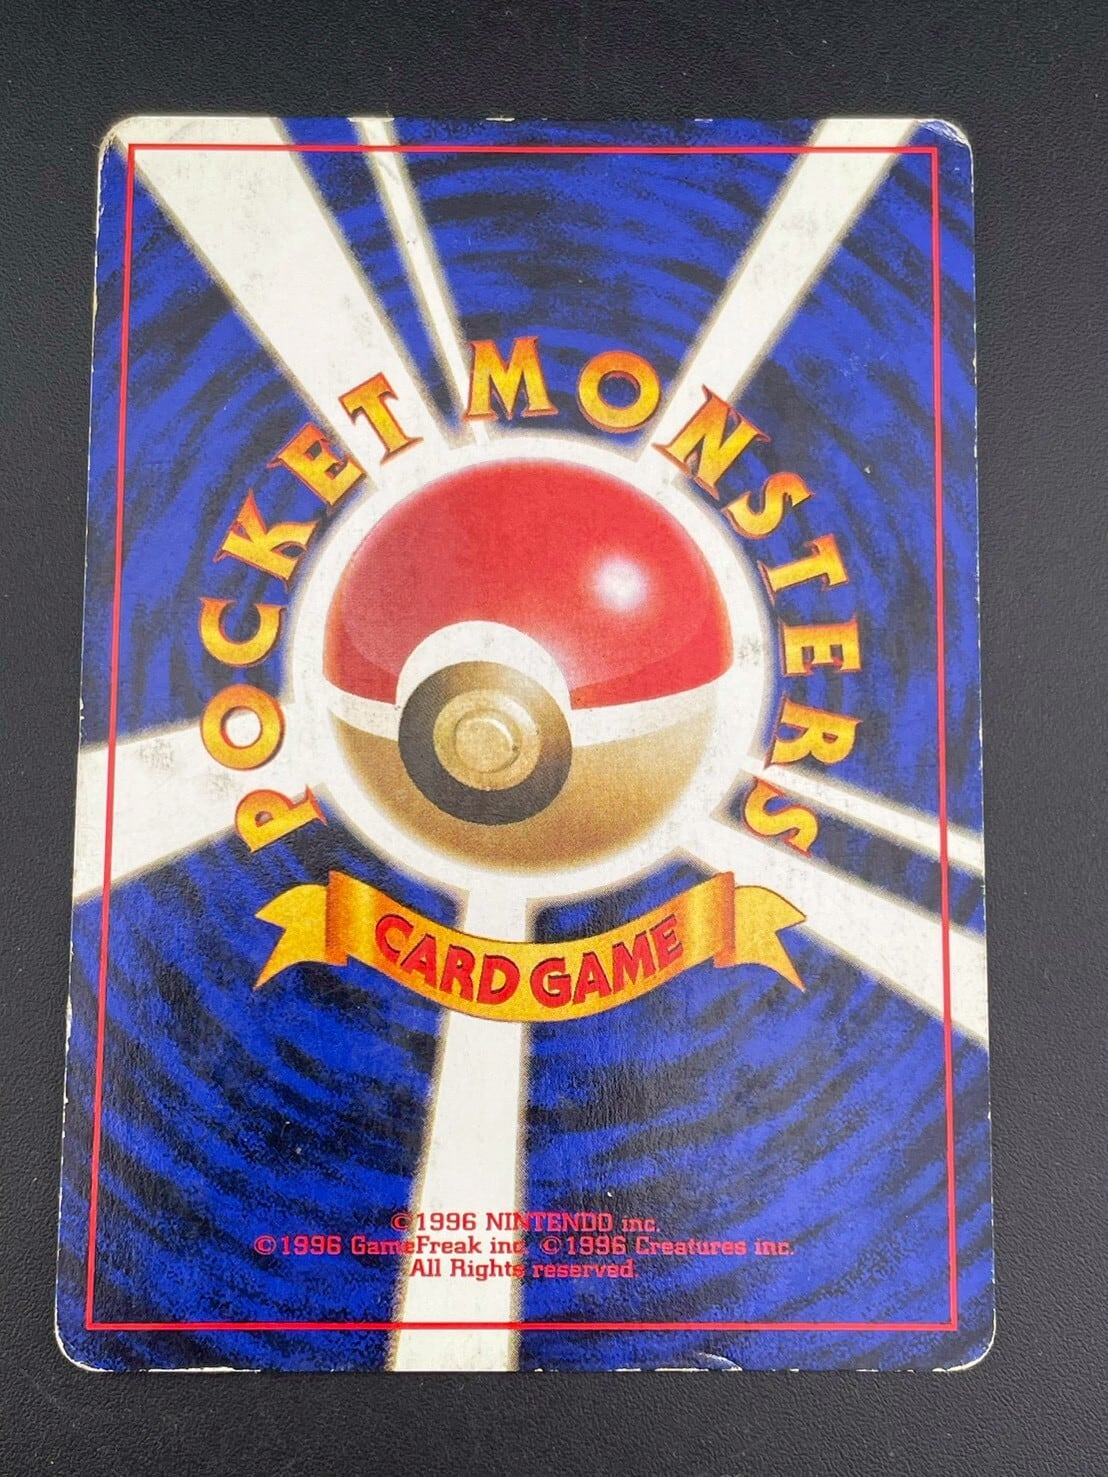 POCKET MONSTERS
CARD GAME
©1996 NINTENDO inc.
©1996 GameFreak inc. ©1996 Creatures inc.
All Rights reserved.